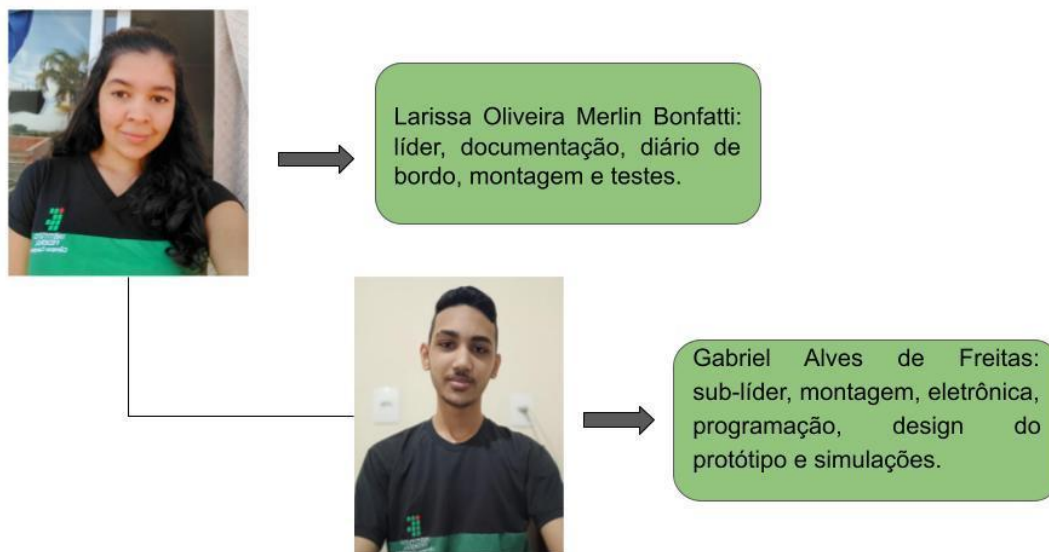 Larissa Oliveira Merlin Bonfatti:
líder, documentação, diário de
bordo, montagem e testes.
Gabriel Alves de Freitas:
sub-líder, montagem, eletrônica,
programação, design do
protótipo e simulações.